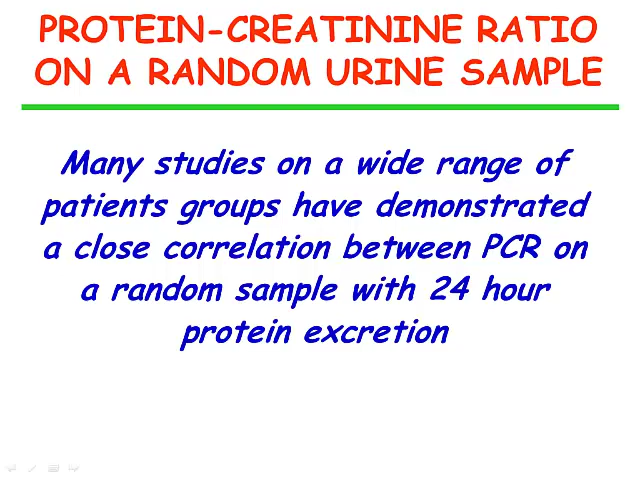 PROTEIN-CREATININE RATIO
ON A RANDOM URINE SAMPLE
Many studies on a wide range of
patients groups have demonstrated
a close correlation between PCR on
a random sample with 24 hour
protein excretion